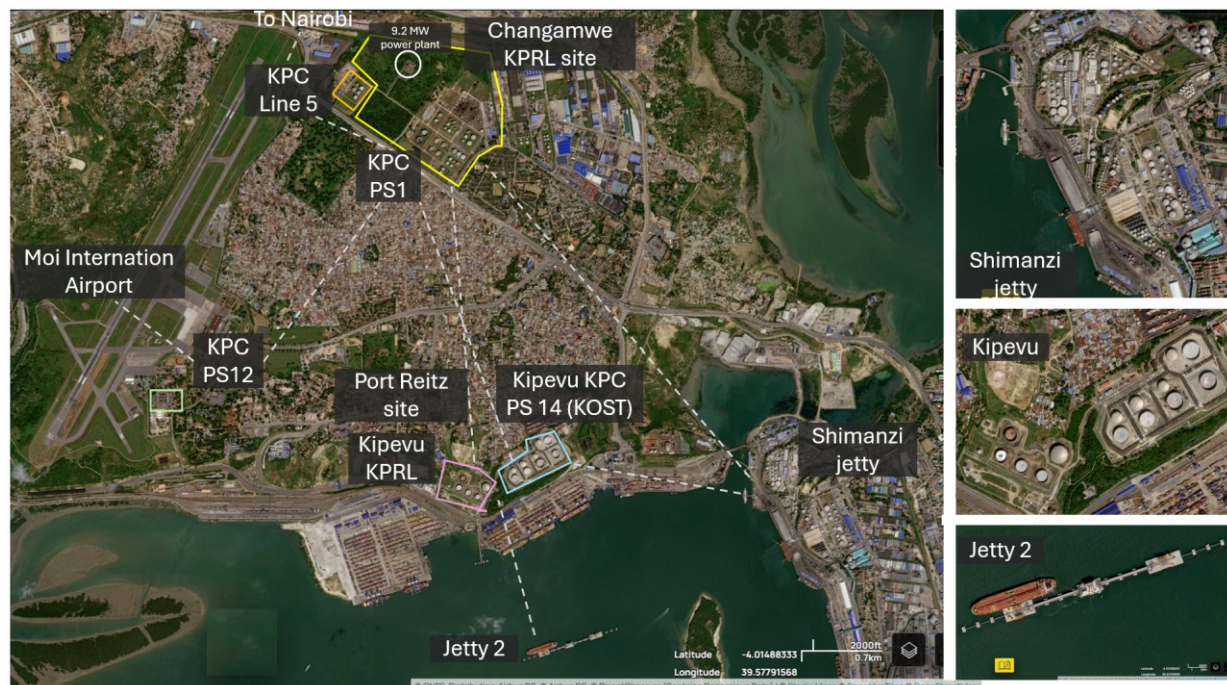 To Nairobi
9.2 MW
power plant
Changamwe
KPRL site
KPC
Line 5
KPC
PS1
Moi Internation
Airport
KPC
PS12
Port Reitz
site
Kipevu KPC
PS 14 (KOST)
Kipevu
KPRL
Shimanzi
jetty
Jetty 2
2000ft
0.7km
Latitude -4.01488333
Longitude 39.57791568
Shimanzi
jetty
Kipevu
Jetty 2